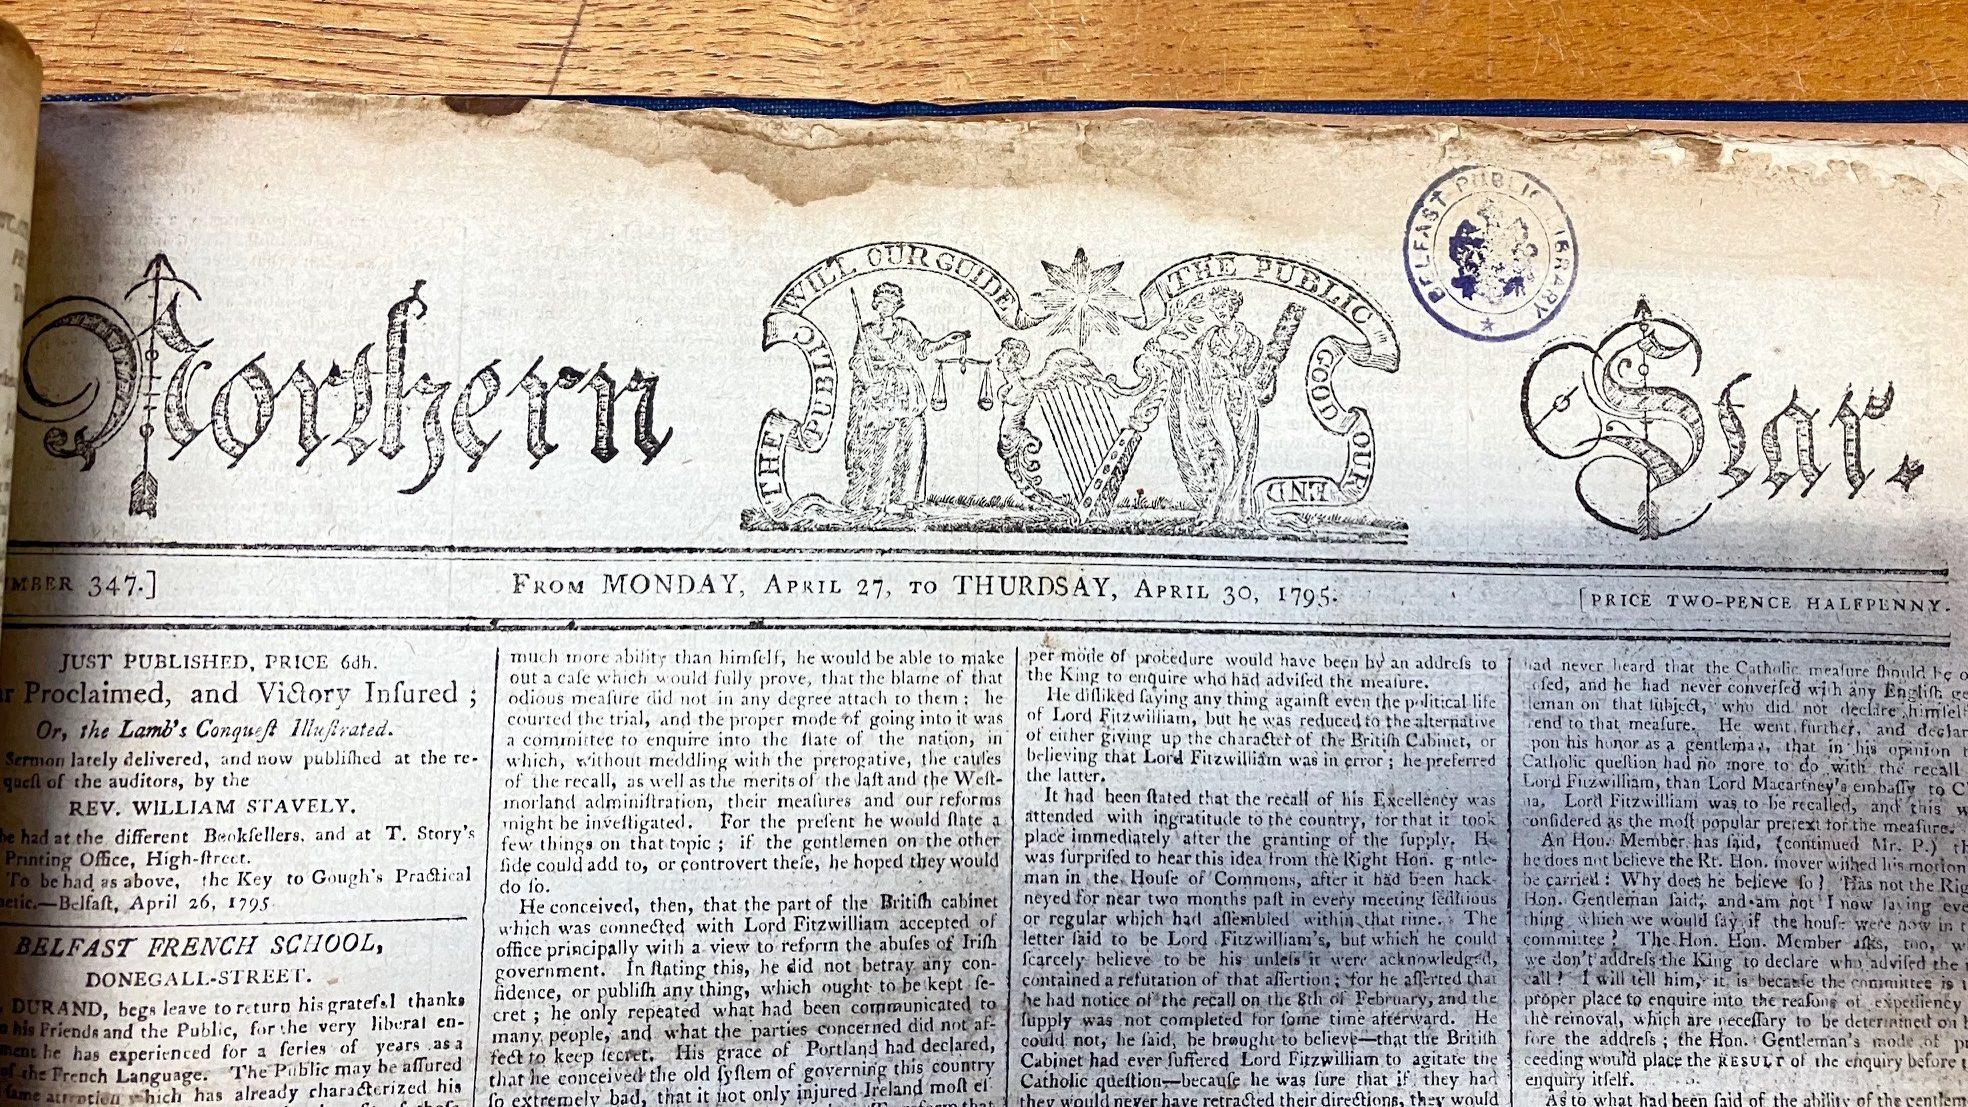 Northern Star.
THE PUBLIC WILL OUR GUIDE
THE PUBLIC GOOD OUR END
BELFAST PUBLIC LIBRARY
MBER 347.]
FROM MONDAY, APRIL 27, TO THURDSAY, APRIL 30, 1795.
[PRICE TWO-PENCE HALFPENNY.
JUST PUBLISHED, PRICE 6dh.
r Proclaimed, and Victory Inſured ;
Or, the Lamb's Conqueſt Illuſtrated.
Sermon lately delivered, and now publiſhed at the re-
queſt of the auditors, by the
REV. WILLIAM STAVELY.
be had at the different Bookſellers, and at T. Story's
Printing Office, High-ſtreet.
To be had as above, the Key to Gough's Practical
etic.—Belfaſt, April 26, 1795
BELFAST FRENCH SCHOOL,
DONEGALL-STREET.
DURAND, begs leave to return his grateful thanks
his Friends and the Public, for the very liberal en-
ment he has experienced for a ſeries of years as a
of the French Language. The Public may be aſſured
ſame attention which has already characterized his
much more ability than himſelf, he would be able to make
out a caſe which would fully prove, that the blame of that
odious meaſure did not in any degree attach to them ; he
courted the trial, and the proper mode of going into it was
a committee to enquire into the ſtate of the nation, in
which, without meddling with the prerogative, the cauſes
of the recall, as well as the merits of the laſt and the Weſt-
morland adminiſtration, their meaſures and our reforms
might be inveſtigated. For the preſent he would ſtate a
few things on that topic ; if the gentlemen on the other
ſide could add to, or controvert theſe, he hoped they would
do ſo.
He conceived, then, that the part of the Britiſh cabinet
which was connected with Lord Fitzwilliam accepted of
office principally with a view to reform the abuſes of Iriſh
government. In ſtating this, he did not betray any con-
fidence, or publiſh any thing, which ought to be kept ſe-
cret ; he only repeated what had been communicated to
many people, and what the parties concerned did not af-
fect to keep ſecret. His grace of Portland had declared,
that he conceived the old ſyſtem of governing this country
ſo extremely bad, that it not only injured Ireland moſt eſ-
per mode of procedure would have been by an addreſs to
the King to enquire who had adviſed the meaſure.
He diſliked ſaying any thing againſt even the political life
of Lord Fitzwilliam, but he was reduced to the alternative
of either giving up the character of the Britiſh Cabinet, or
believing that Lord Fitzwilliam was in error ; he preferred
the latter.
It had been ſtated that the recall of his Excellency was
attended with ingratitude to the country, for that it took
place immediately after the granting of the ſupply. He
was ſurpriſed to hear this idea from the Right Hon. g ntle-
man in the Houſe of Commons, after it had been hack-
neyed for near two months paſt in every meeting ſeditious
or regular which had aſſembled within that time. The
letter ſaid to be Lord Fitzwilliam's, but which he could
ſcarcely believe to be his unleſs it were acknowledged,
contained a refutation of that aſſertion ; for he aſſerted that
he had notice of the recall on the 8th of February, and the
ſupply was not completed for ſome time afterward. He
could not, he ſaid, be brought to believe—that the Britiſh
Cabinet had ever ſuffered Lord Fitzwilliam to agitate the
Catholic queſtion—becauſe he was ſure that if they had
they would never have retracted their directions, they would
had never heard that the Catholic meaſure ſhould be o
oſed, and he had never converſed with any Engliſh ge
tleman on that ſubject, who did not declare himſelf
end to that meaſure. He went further, and declar
pon his honor as a gentleman, that in his opinion t
Catholic queſtion had no more to do with the recall
Lord Fitzwilliam, than Lord Macartney's embaſſy to C
na. Lord Fitzwilliam was to be recalled, and this w
conſidered as the moſt popular pretext for the meaſure.
An Hon. Member has ſaid, (continued Mr. P.) th
he does not believe the Rt. Hon. mover wiſhed his motion
be carried : Why does he believe ſo ? Has not the Rig
Hon. Gentleman ſaid, and am not I now ſaying eve
thing which we would ſay if the houſe were now in t
committee ? The Hon. Hon. Member aſks, too, w
we don't addreſs the King to declare who adviſed the
call ? I will tell him, it is becauſe the committee is t
proper place to enquire into the reaſons of expediency
the removal, which are neceſſary to be determined on b
fore the addreſs ; the Hon. Gentleman's mode of p
ceeding would place the RESULT of the enquiry before t
enquiry itſelf.
As to what had been ſaid of the ability of the gentlem